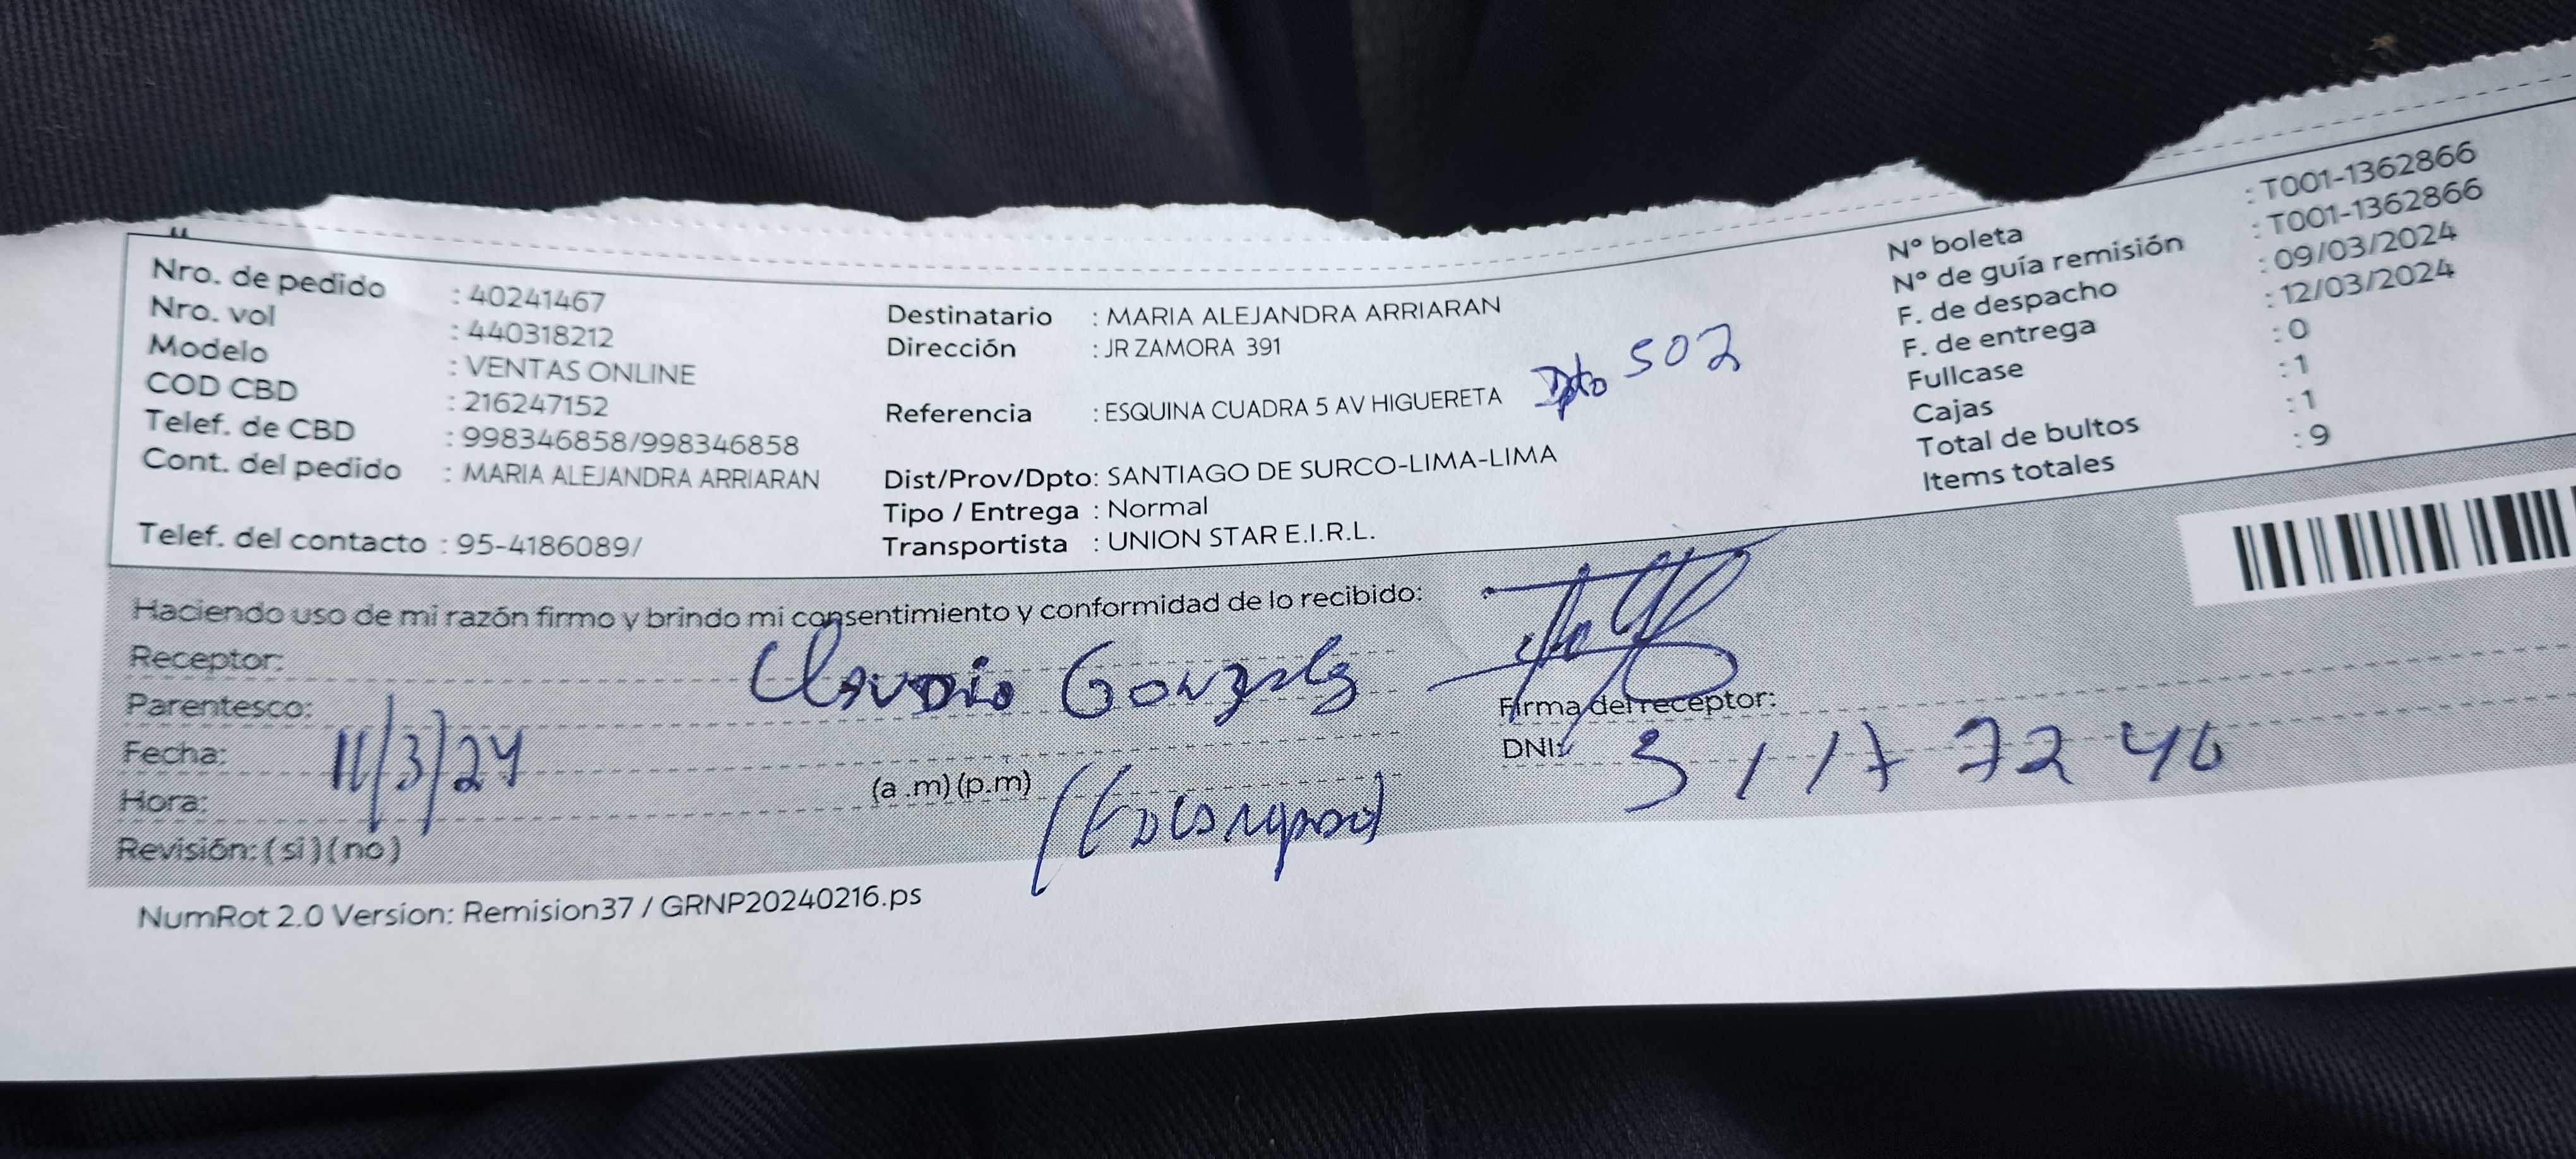 Nro. de pedido : 40241467
Nro. vol : 440318212
Modelo : VENTAS ONLINE
COD CBD : 216247152
Telef. de CBD : 998346858/998346858
Cont. del pedido : MARIA ALEJANDRA ARRIARAN
Telef. del contacto : 95-4186089/
Destinatario : MARIA ALEJANDRA ARRIARAN
Dirección : JR ZAMORA 391
Dpto 502
Referencia : ESQUINA CUADRA 5 AV HIGUERETA
Dist/Prov/Dpto: SANTIAGO DE SURCO-LIMA-LIMA
Tipo / Entrega : Normal
Transportista : UNION STAR E.I.R.L.
N° boleta : T001-1362866
N° de guía remisión : T001-1362866
F. de despacho : 09/03/2024
F. de entrega : 12/03/2024
Fullcase : 0
Cajas : 1
Total de bultos : 1
Items totales : 9
Haciendo uso de mi razón firmo y brindo mi consentimiento y conformidad de lo recibido:
Receptor: Claudio Gonzalez
Parentesco:
Fecha: 11/3/24
Hora: (a .m) (p.m)
Revisión: ( si ) ( no )
Firma del receptor:
DNI:
NumRot 2.0 Version: Remision37 / GRNP20240216.ps